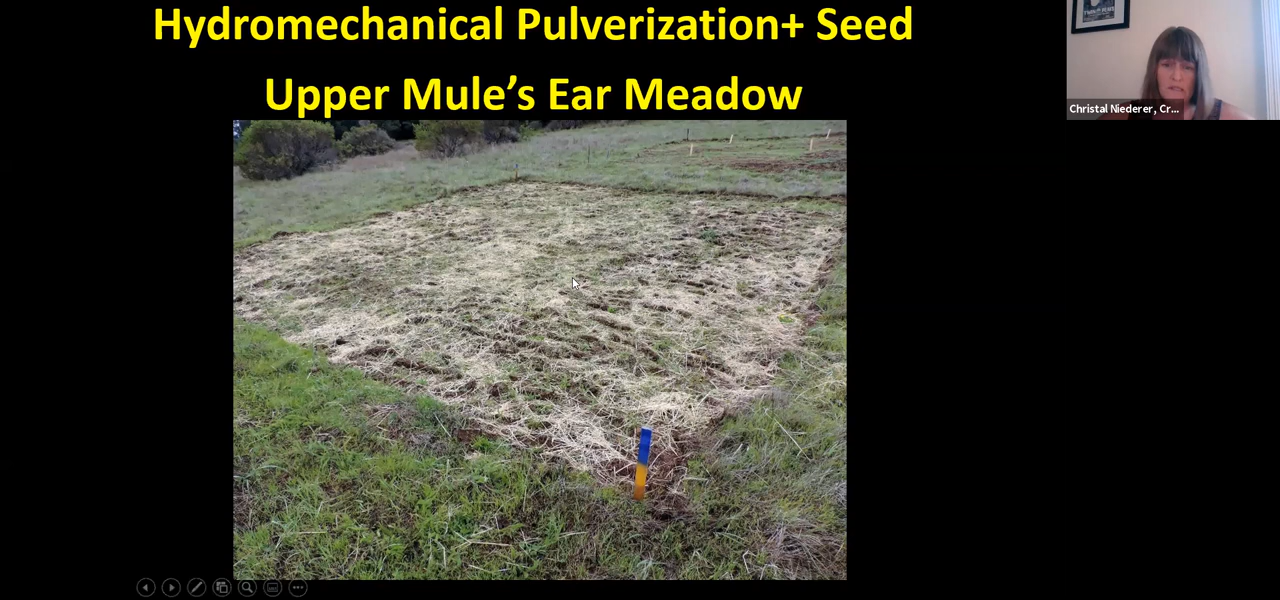 Hydromechanical Pulverization+ Seed
Upper Mule’s Ear Meadow
Christal Niederer, Cr...